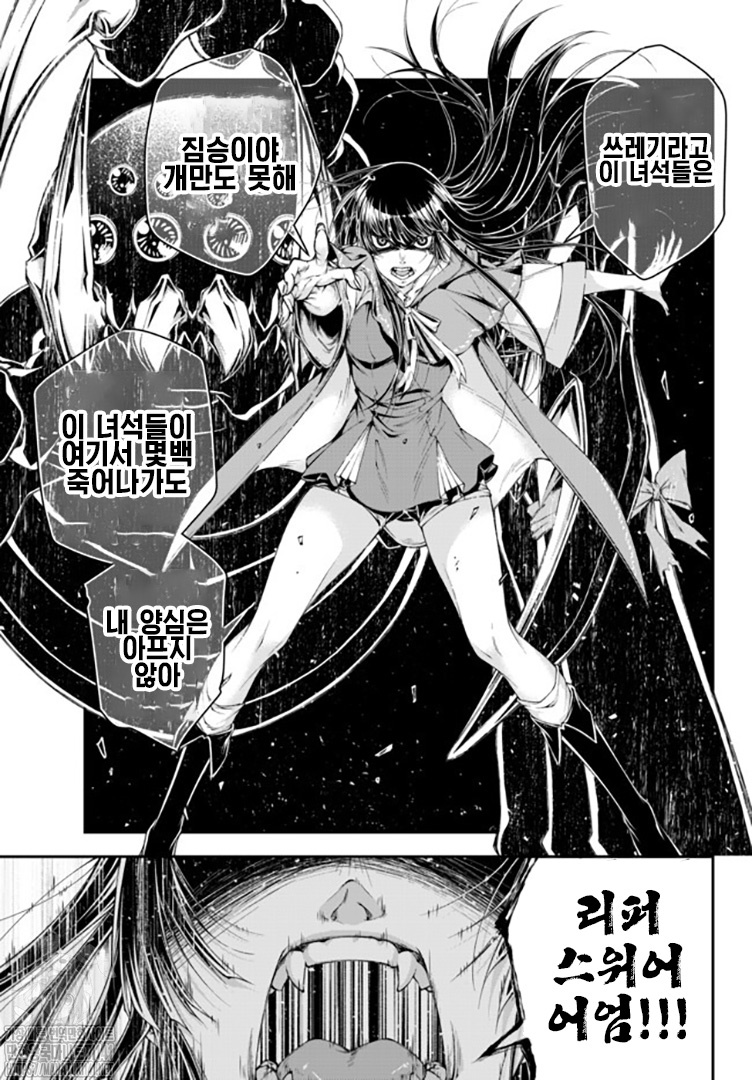 쓰레기라고
이 녀석들은
짐승이야
개만도 못해
이 녀석들이
여기서 몇백
죽어나가도
내 양심은
아프지
않아
리퍼
스워어
어엄!!!